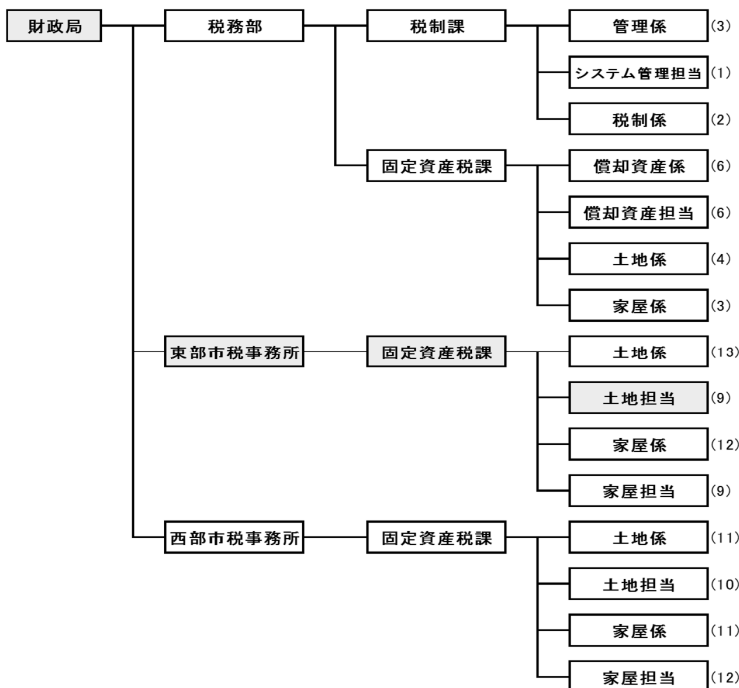 財政局 税務部 税制課 管理係 (3)
システム管理担当 (1)
税制係 (2)
固定資産税課 償却資産係 (6)
償却資産担当 (6)
土地係 (4)
家屋係 (3)
東部市税事務所 固定資産税課 土地係 (13)
土地担当 (9)
家屋係 (12)
家屋担当 (9)
西部市税事務所 固定資産税課 土地係 (11)
土地担当 (10)
家屋係 (11)
家屋担当 (12)